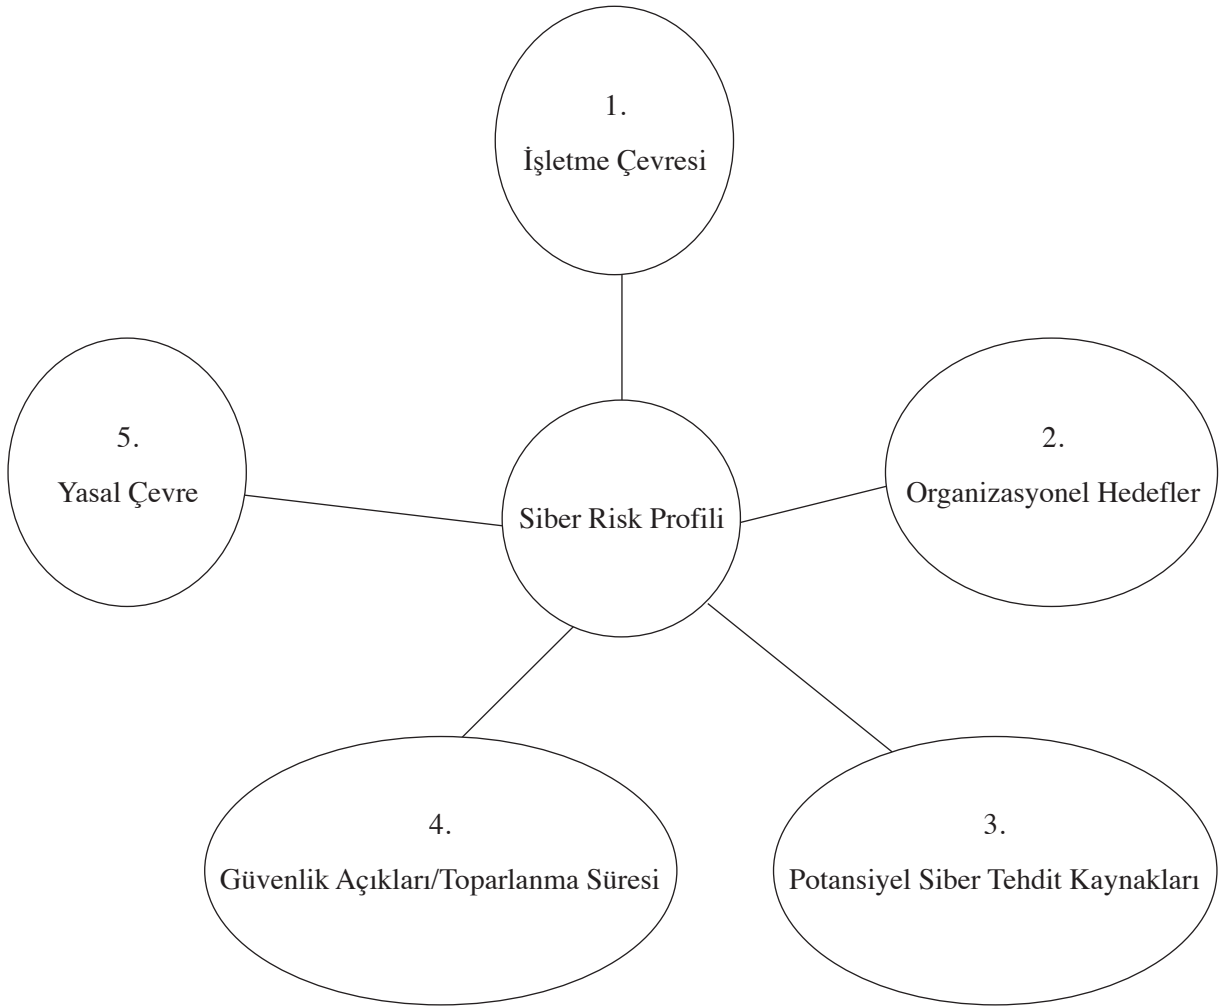 1.
İşletme Çevresi
5.
Yasal Çevre
2.
Organizasyonel Hedefler
Siber Risk Profili
4.
Güvenlik Açıkları/Toparlanma Süresi
3.
Potansiyel Siber Tehdit Kaynakları